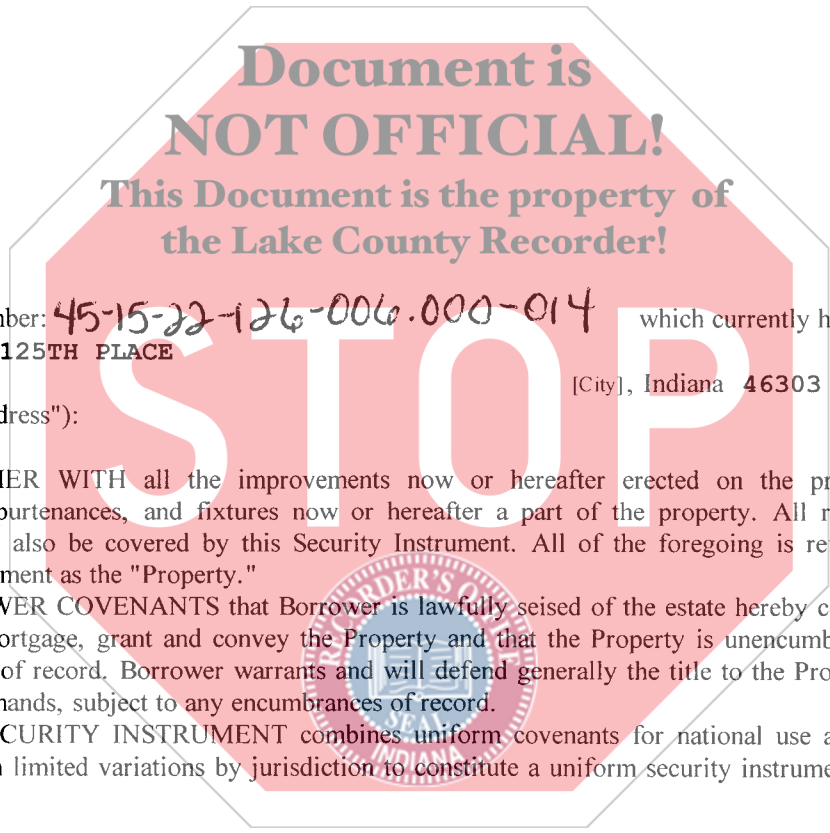 Document is
NOT OFFICIAL!
This Document is the property of
the Lake County Recorder!
nber: 45-15-22-126-006.000-014 which currently h
125TH PLACE
[City], Indiana 46303
dress"):
STOP
IER WITH all the improvements now or hereafter erected on the pr
purtenances, and fixtures now or hereafter a part of the property. All r
also be covered by this Security Instrument. All of the foregoing is re
ment as the "Property."
WER COVENANTS that Borrower is lawfully seised of the estate hereby c
ortgage, grant and convey the Property and that the Property is unencumb
of record. Borrower warrants and will defend generally the title to the Pro
nands, subject to any encumbrances of record.
CURITY INSTRUMENT combines uniform covenants for national use a
limited variations by jurisdiction to constitute a uniform security instrume
RECORDER'S OFFICE
SEAL
INDIANA